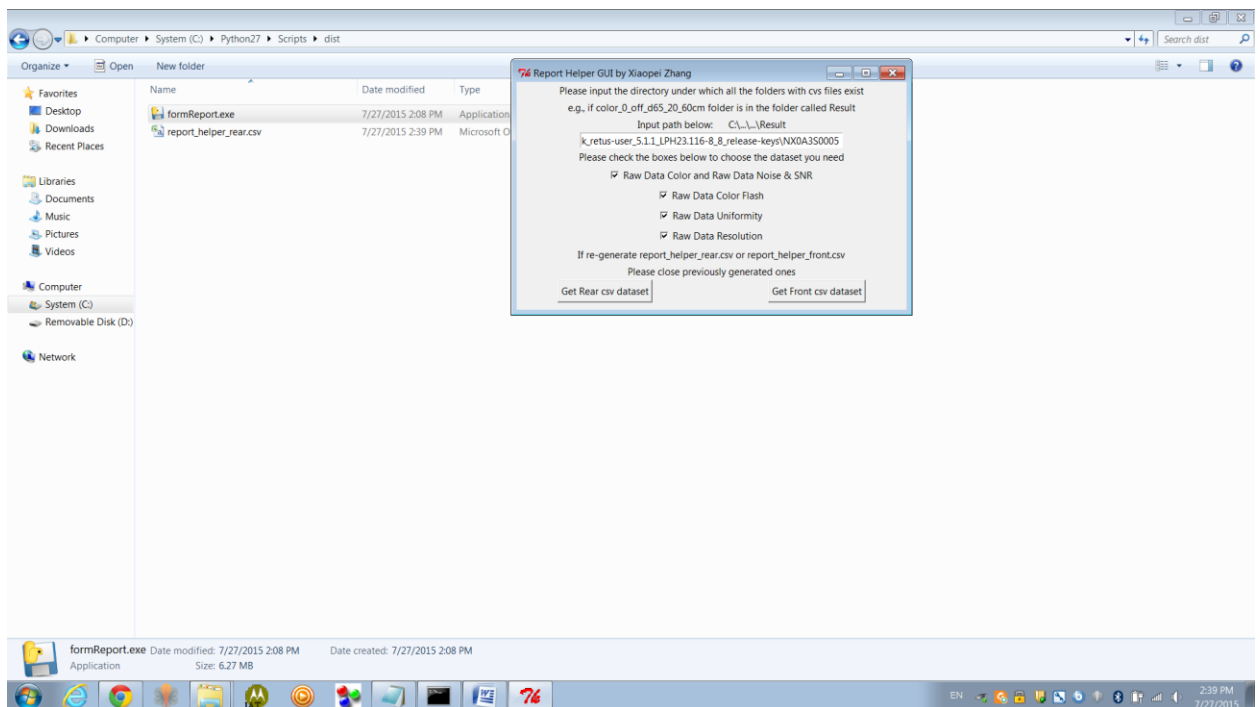 Computer ▸ System (C:) ▸ Python27 ▸ Scripts ▸ dist
Search dist
Organize
Open
New folder
Favorites
Desktop
Downloads
Recent Places
Libraries
Documents
Music
Pictures
Videos
Computer
System (C:)
Removable Disk (D:)
Network
Name Date modified Type
formReport.exe 7/27/2015 2:08 PM Application
report_helper_rear.csv 7/27/2015 2:39 PM Microsoft O
Report Helper GUI by Xiaopei Zhang
Please input the directory under which all the folders with cvs files exist
e.g., if color_0_off_d65_20_60cm folder is in the folder called Result
Input path below: C:\...\...\Result
k_retus-user_5.1.1_LPH23.116-8_8_release-keys\NX0A3S0005
Please check the boxes below to choose the dataset you need
Raw Data Color and Raw Data Noise & SNR
Raw Data Color Flash
Raw Data Uniformity
Raw Data Resolution
If re-generate report_helper_rear.csv or report_helper_front.csv
Please close previously generated ones
Get Rear csv dataset
Get Front csv dataset
formReport.exe Date modified: 7/27/2015 2:08 PM Date created: 7/27/2015 2:08 PM
Application Size: 6.27 MB
EN
2:39 PM
7/27/2015